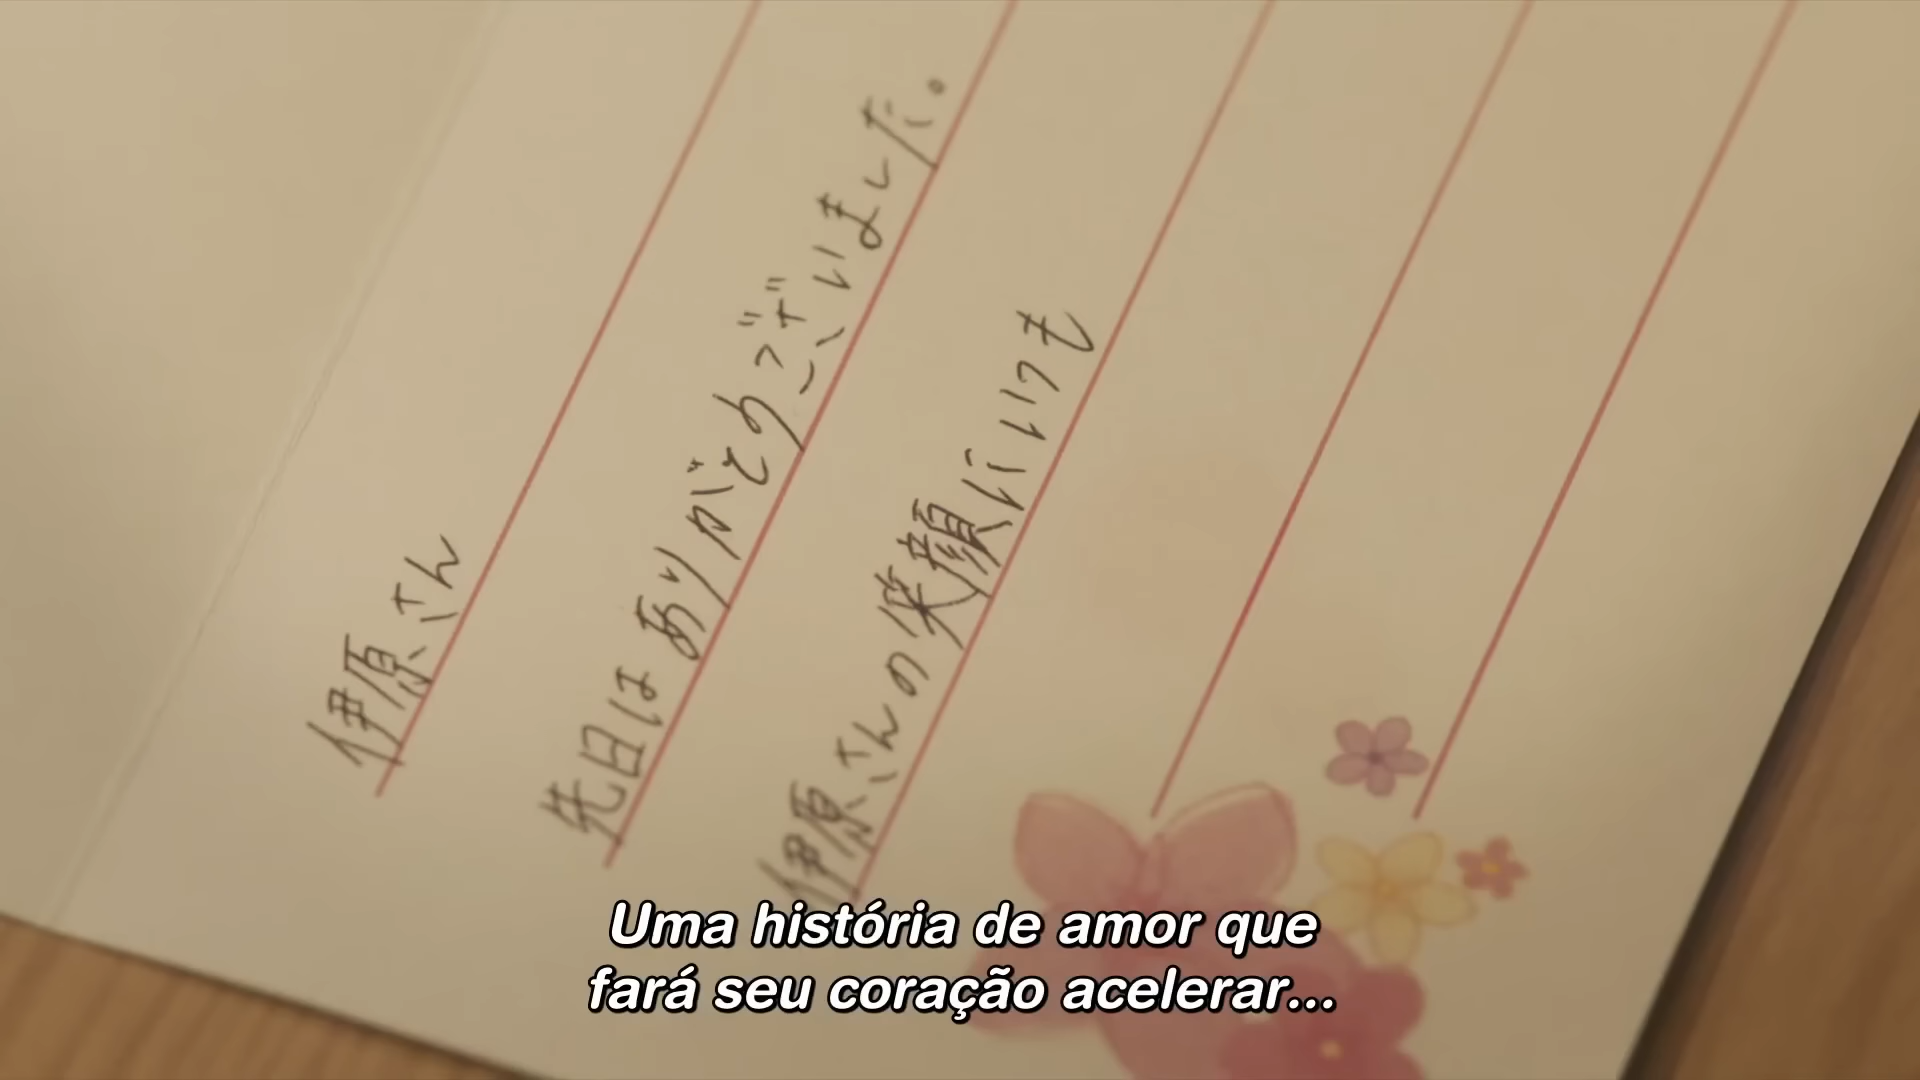 伊原さん
先日はありがとうございました。
伊原さんの笑顔にいつも
Uma história de amor que
fará seu coração acelerar...